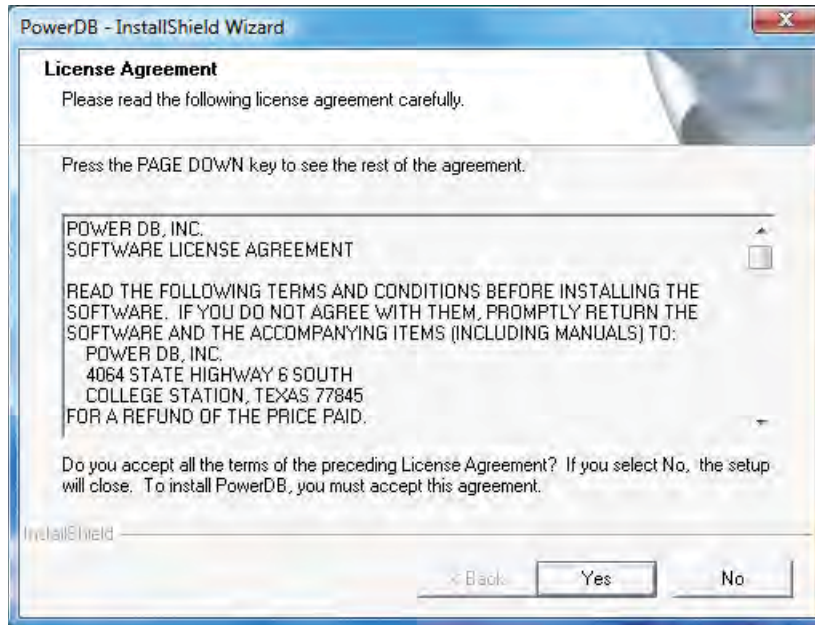 PowerDB - InstallShield Wizard
License Agreement
Please read the following license agreement carefully.
Press the PAGE DOWN key to see the rest of the agreement.
POWER DB, INC.
SOFTWARE LICENSE AGREEMENT
READ THE FOLLOWING TERMS AND CONDITIONS BEFORE INSTALLING THE
SOFTWARE. IF YOU DO NOT AGREE WITH THEM, PROMPTLY RETURN THE
SOFTWARE AND THE ACCOMPANYING ITEMS (INCLUDING MANUALS) TO:
POWER DB, INC.
4064 STATE HIGHWAY 6 SOUTH
COLLEGE STATION, TEXAS 77845
FOR A REFUND OF THE PRICE PAID.
Do you accept all the terms of the preceding License Agreement? If you select No, the setup
will close. To install PowerDB, you must accept this agreement.
InstallShield
< Back Yes No